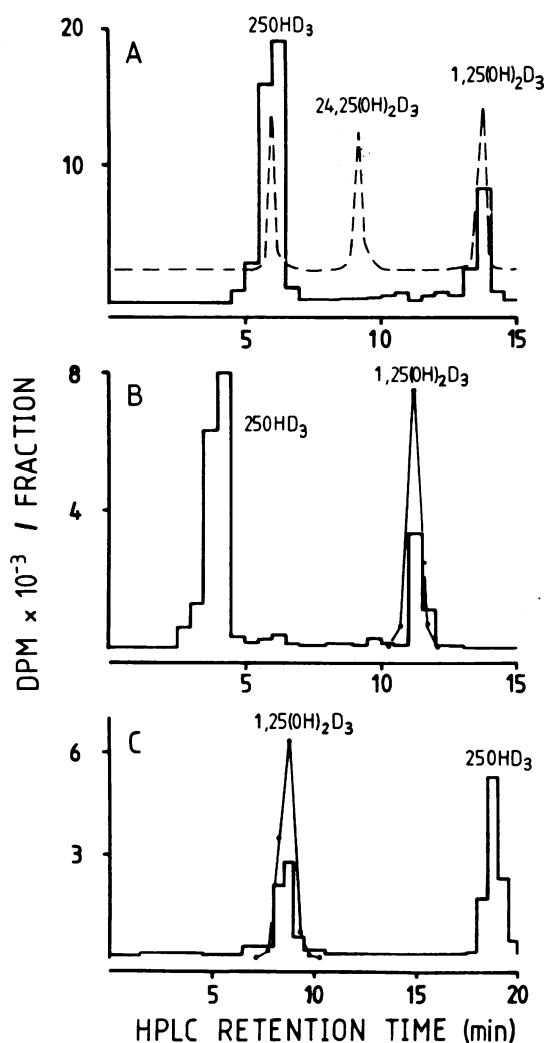 20
A
25OHD₃
24,25(OH)₂D₃
1,25(OH)₂D₃
10
5 10 15
8
B
25OHD₃
1,25(OH)₂D₃
4
5 10 15
DPM × 10⁻³ / FRACTION
6
C
1,25(OH)₂D₃
25OHD₃
3
5 10 15 20
HPLC RETENTION TIME (min)